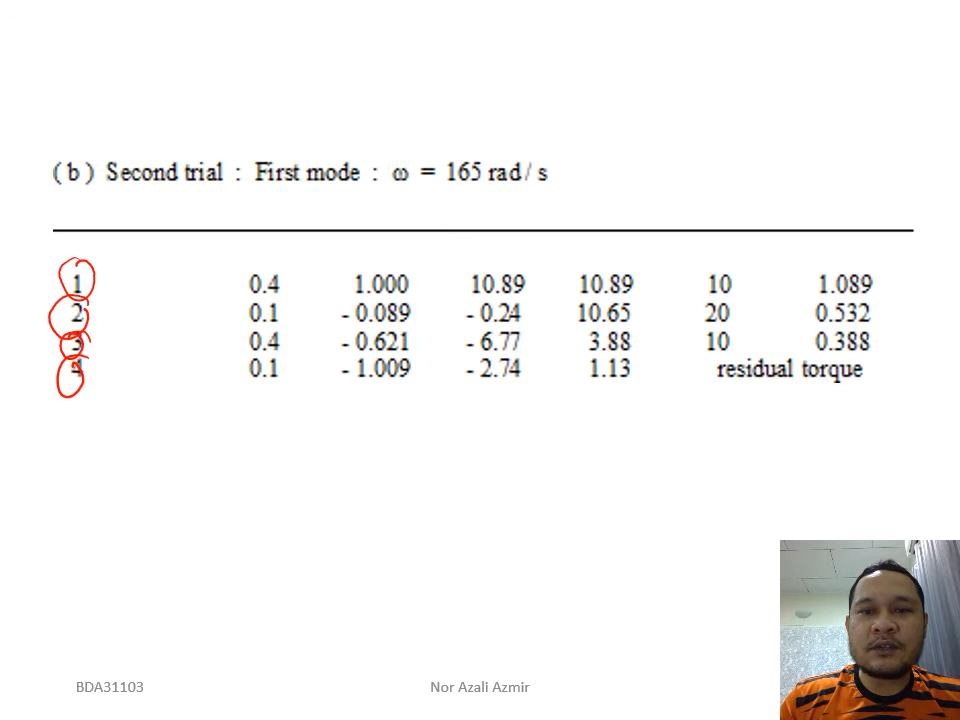 ( b ) Second trial : First mode : ω = 165 rad / s
1 0.4 1.000 10.89 10.89 10 1.089
2 0.1 - 0.089 - 0.24 10.65 20 0.532
3 0.4 - 0.621 - 6.77 3.88 10 0.388
4 0.1 - 1.009 - 2.74 1.13 residual torque
BDA31103 Nor Azali Azmir